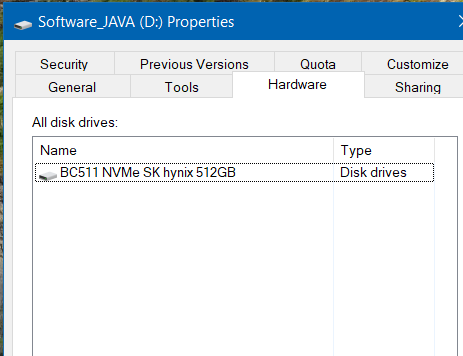 Software_JAVA (D:) Properties
Security Previous Versions Quota Customize
General Tools Hardware Sharing
All disk drives:
Name Type
BC511 NVMe SK hynix 512GB Disk drives